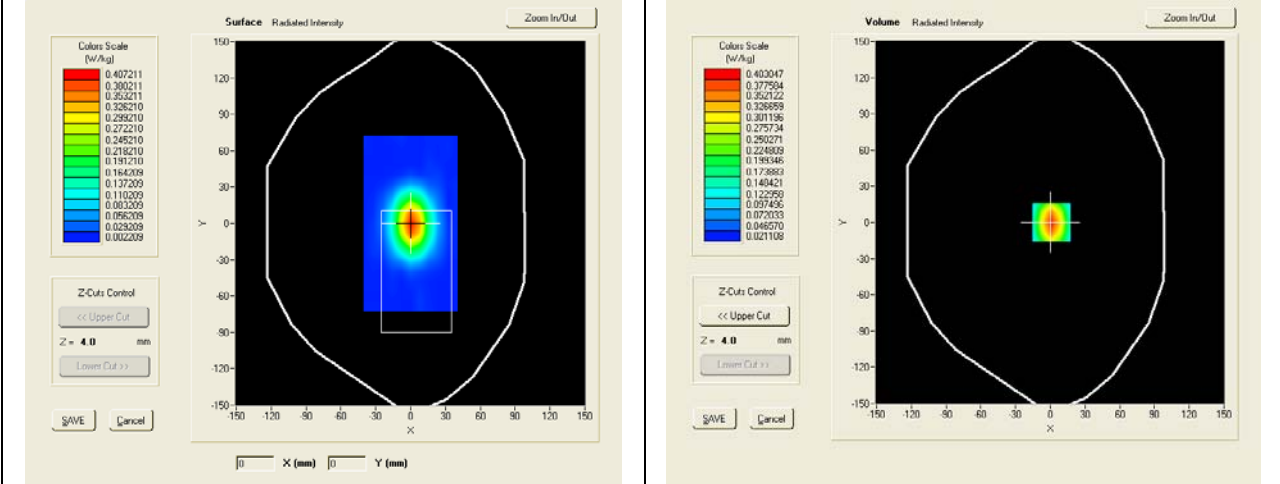 Surface Radiated Intensity
Zoom In/Out
Colors Scale
(W/kg)
0.407211
0.380211
0.353211
0.326210
0.299210
0.272210
0.245210
0.218210
0.191210
0.164209
0.137209
0.110209
0.083209
0.056209
0.029209
0.002209
Z-Cuts Control
<< Upper Cut
Z = 4.0 mm
Lower Cut >>
SAVE
Cancel
150
120
90
60
30
0
-30
-60
-90
-120
-150
Y
-150 -120 -90 -60 -30 0 30 60 90 120 150
X
0 X (mm) 0 Y (mm)
Volume Radiated Intensity
Zoom In/Out
Colors Scale
(W/kg)
0.403047
0.377584
0.352122
0.326659
0.301196
0.275734
0.250271
0.224809
0.199346
0.173883
0.148421
0.122958
0.097496
0.072033
0.046570
0.021108
Z-Cuts Control
<< Upper Cut
Z = 4.0 mm
Lower Cut >>
SAVE
Cancel
150
120
90
60
30
0
-30
-60
-90
-120
-150
Y
-150 -120 -90 -60 -30 0 30 60 90 120 150
X